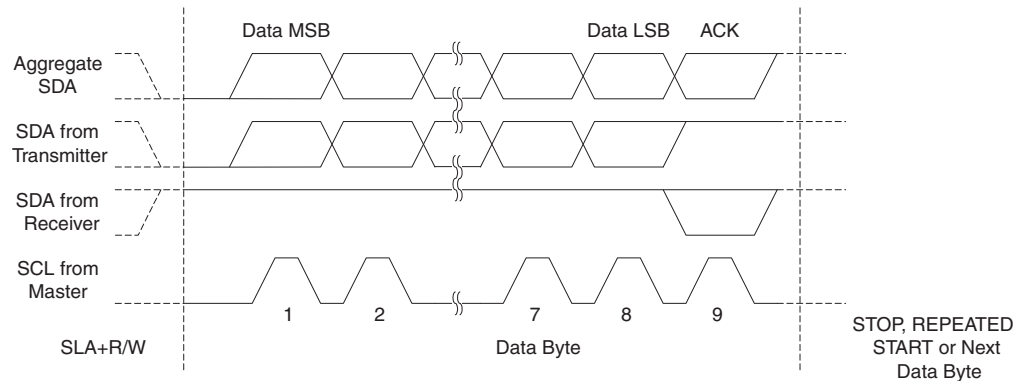 Data MSB
Data LSB
ACK
Aggregate
SDA
SDA from
Transmitter
SDA from
Receiver
SCL from
Master
1
2
7
8
9
SLA+R/W
Data Byte
STOP, REPEATED
START or Next
Data Byte